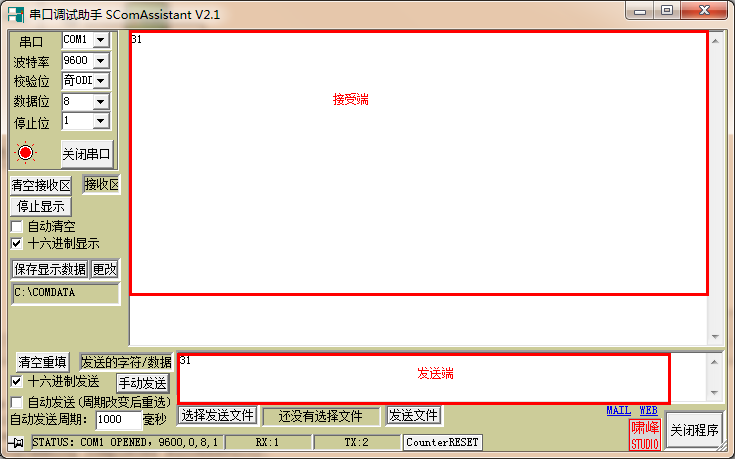 串口调试助手 SComAssistant V2.1
串口 COM1
波特率 9600
校验位 奇ODD
数据位 8
停止位 1
关闭串口
清空接收区 接收区
停止显示
自动清空
十六进制显示
保存显示数据 更改
C:\COMDATA
31
接受端
清空重填 发送的字符/数据
31
发送端
十六进制发送 手动发送
自动发送(周期改变后重选)
自动发送周期: 1000 毫秒
选择发送文件 还没有选择文件 发送文件
MAIL WEB
啸峰
STUDIO
关闭程序
STATUS: COM1 OPENED, 9600,O,8,1 RX:1 TX:2 CounterRESET